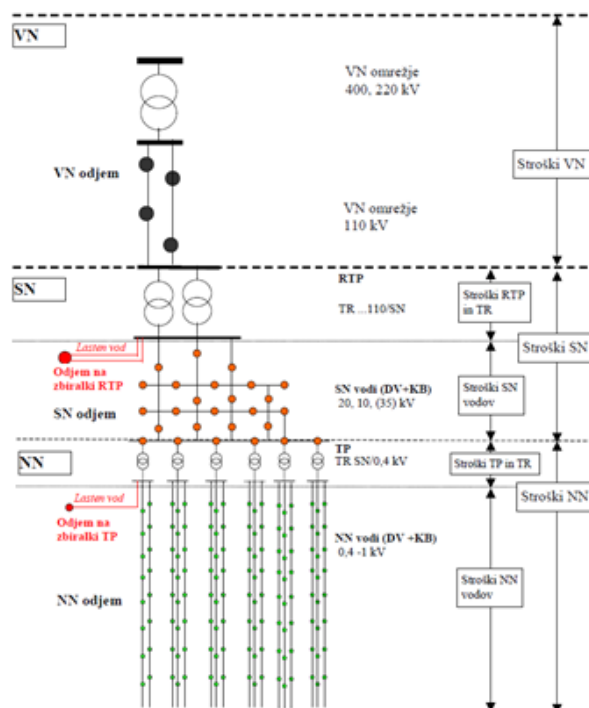 VN
VN omrežje
400, 220 kV
Stroški VN
VN odjem
VN omrežje
110 kV
SN
RTP
TR ...110/SN
Stroški RTP
in TR
Stroški SN
Lasten vod
Odjem na
zbiralki RTP
SN vodi (DV+KB)
20, 10, (35) kV
Stroški SN
vodov
SN odjem
NN
TP
TR SN/0,4 kV
Stroški TP in TR
Stroški NN
Lasten vod
Odjem na
zbiralki TP
NN vodi (DV +KB)
0,4 -1 kV
Stroški NN
vodov
NN odjem